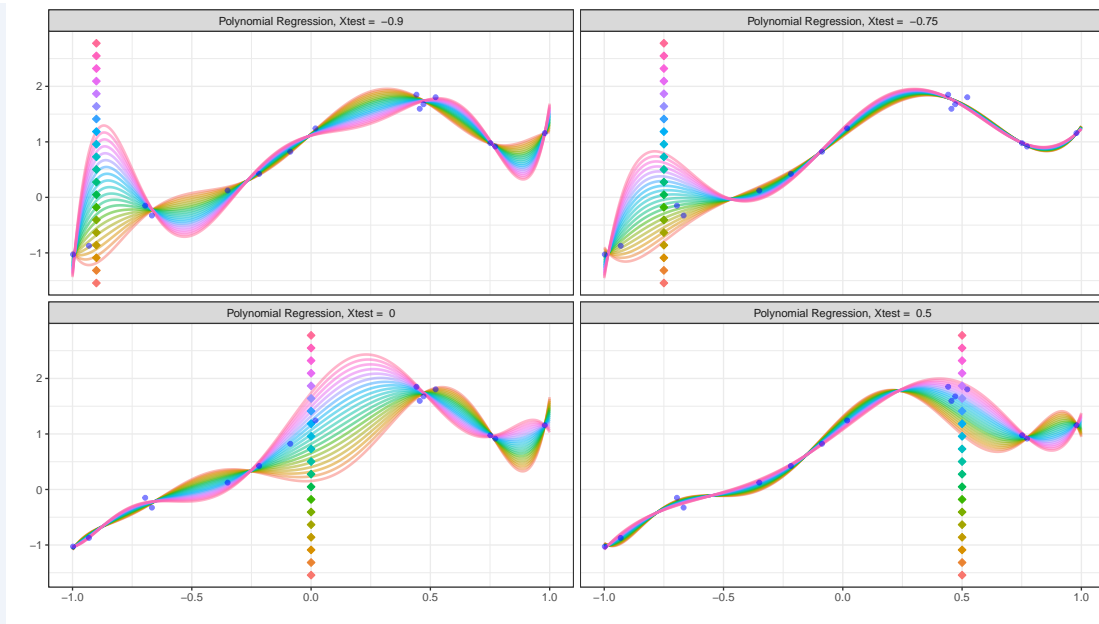 Polynomial Regression, Xtest = −0.9
Polynomial Regression, Xtest = −0.75
2
1
0
−1
Polynomial Regression, Xtest = 0
Polynomial Regression, Xtest = 0.5
2
1
0
−1
−1.0 −0.5 0.0 0.5 1.0
−1.0 −0.5 0.0 0.5 1.0